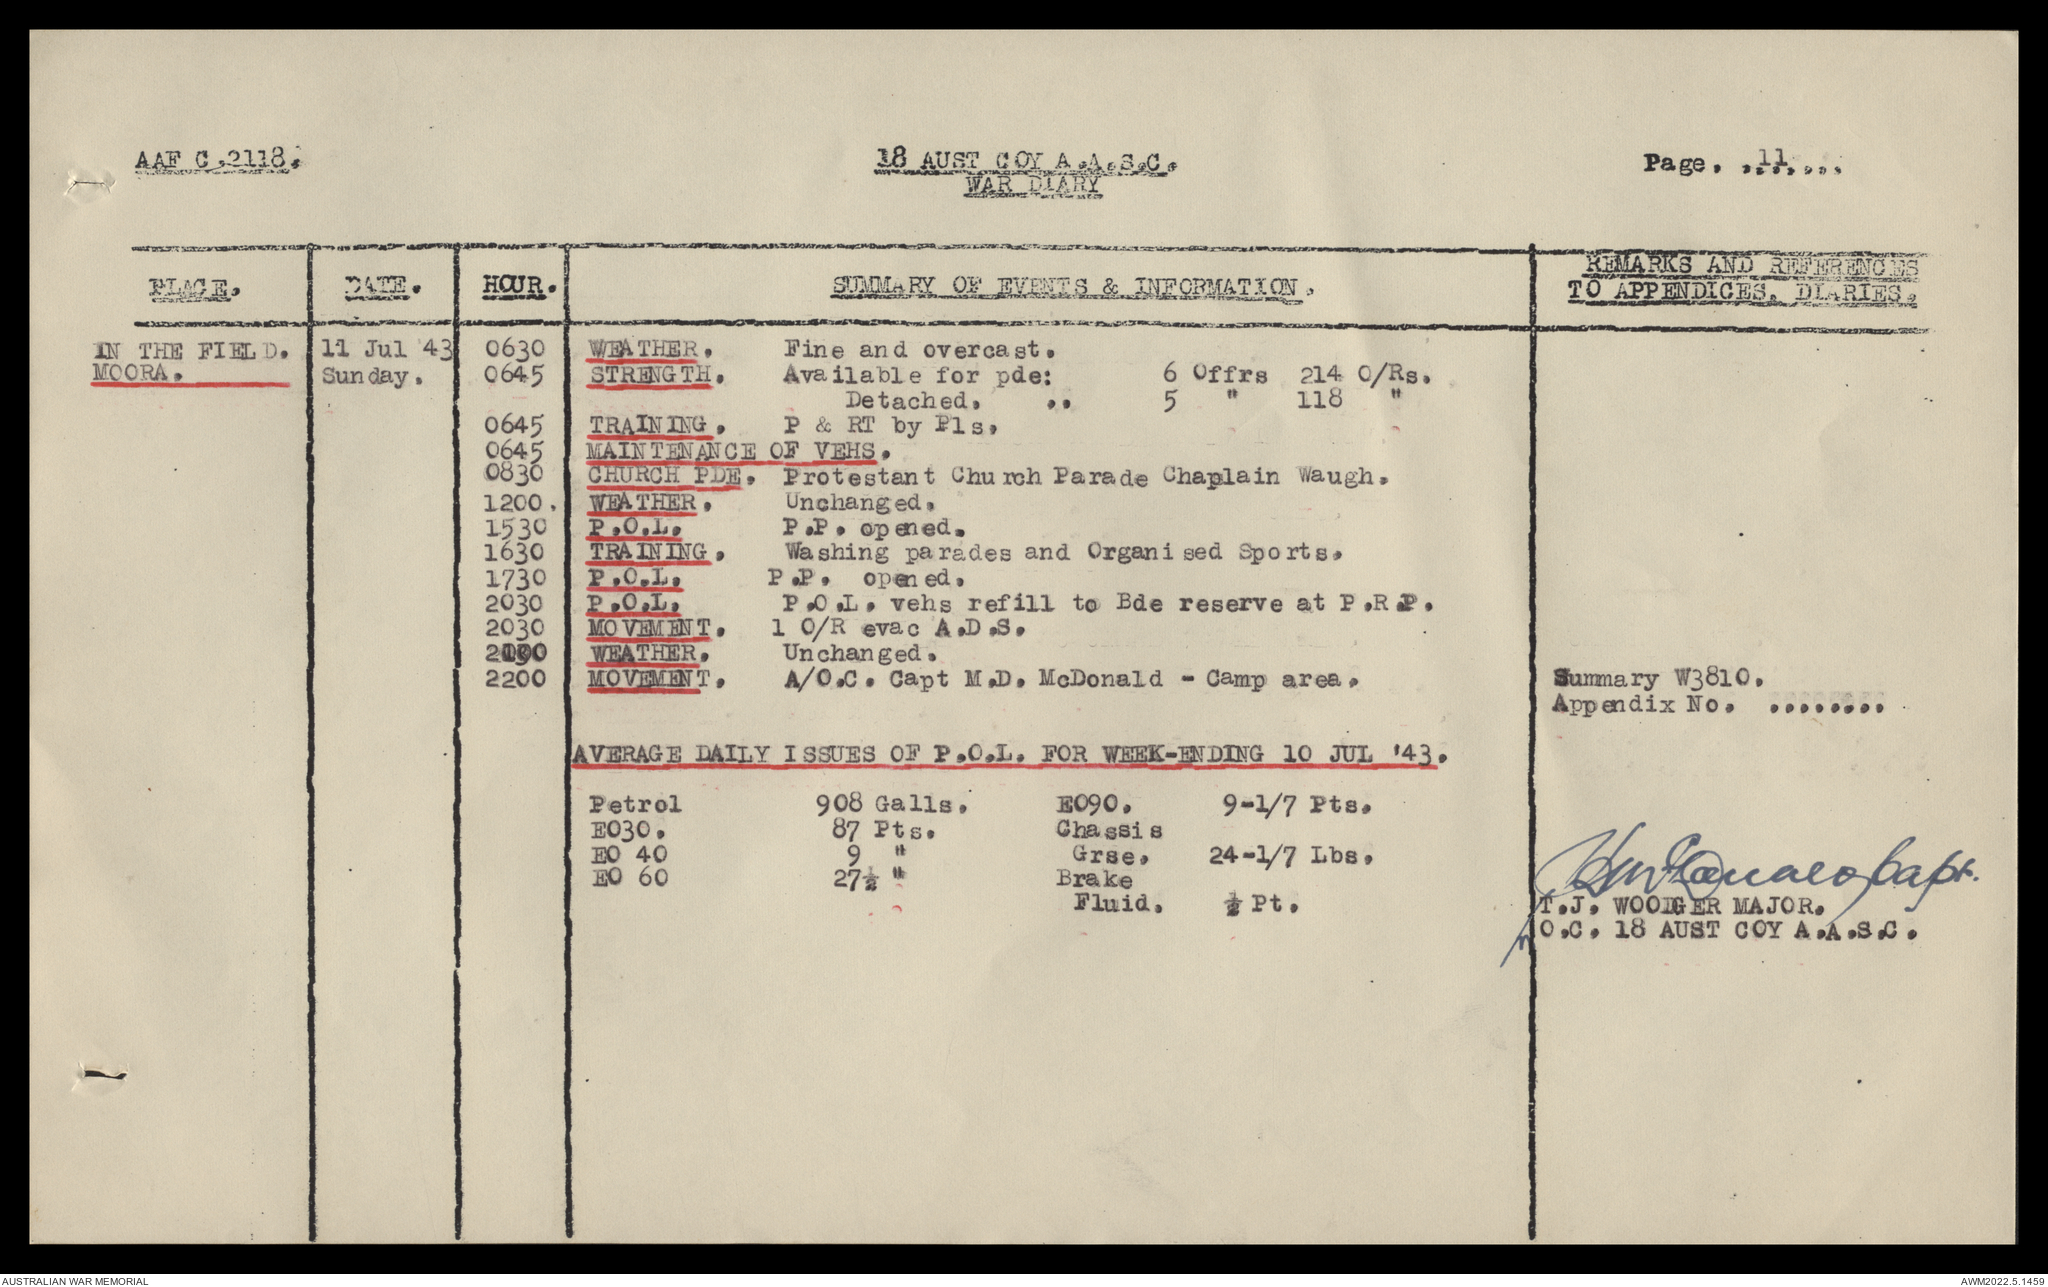 AAF C.2118.
18 AUST COY A.A.S.C.
WAR DIARY
Page. ..11.....
PLACE.
DATE.
HOUR.
SUMMARY OF EVENTS & INFORMATION.
REMARKS AND REFERENCES
TO APPENDICES. DIARIES.
IN THE FIELD. 11 Jul '43 0630 WEATHER. Fine and overcast.
MOORA. Sunday. 0645 STRENGTH. Available for pde: 6 Offrs 214 O/Rs.
Detached. .. 5 " 118 "
0645 TRAINING. P & RT by Pls.
0645 MAINTENANCE OF VEHS.
0830 CHURCH PDE. Protestant Church Parade Chaplain Waugh.
1200. WEATHER. Unchanged.
1530 P.O.L. P.P. opened.
1630 TRAINING. Washing parades and Organised Sports.
1730 P.O.L. P.P. opened.
2030 P.O.L. P.O.L. vehs refill to Bde reserve at P.R.P.
2030 MOVEMENT. 1 O/R evac A.D.S.
WEATHER. Unchanged.
2200 MOVEMENT. A/O.C. Capt M.D. McDonald - Camp area.
Summary W3810.
Appendix No. ........
AVERAGE DAILY ISSUES OF P.O.L. FOR WEEK-ENDING 10 JUL '43.
Petrol 908 Galls. EO90. 9-1/7 Pts.
EO30. 87 Pts. Chassis
EO 40 9 " Grse. 24-1/7 Lbs.
EO 60 27½ " Brake
Fluid. ½ Pt.
Capt.
T.J. WOODGER MAJOR.
O.C. 18 AUST COY A.A.S.C.
AUSTRALIAN WAR MEMORIAL
AWM2022.5.1459